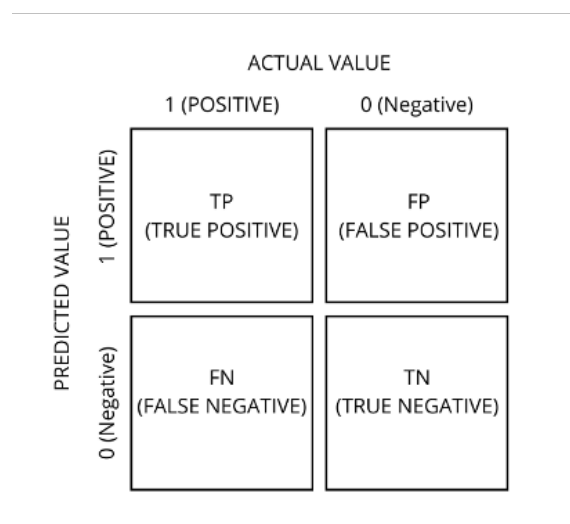 ACTUAL VALUE
1 (POSITIVE)
0 (Negative)
PREDICTED VALUE
1 (POSITIVE)
TP
(TRUE POSITIVE)
FP
(FALSE POSITIVE)
0 (Negative)
FN
(FALSE NEGATIVE)
TN
(TRUE NEGATIVE)